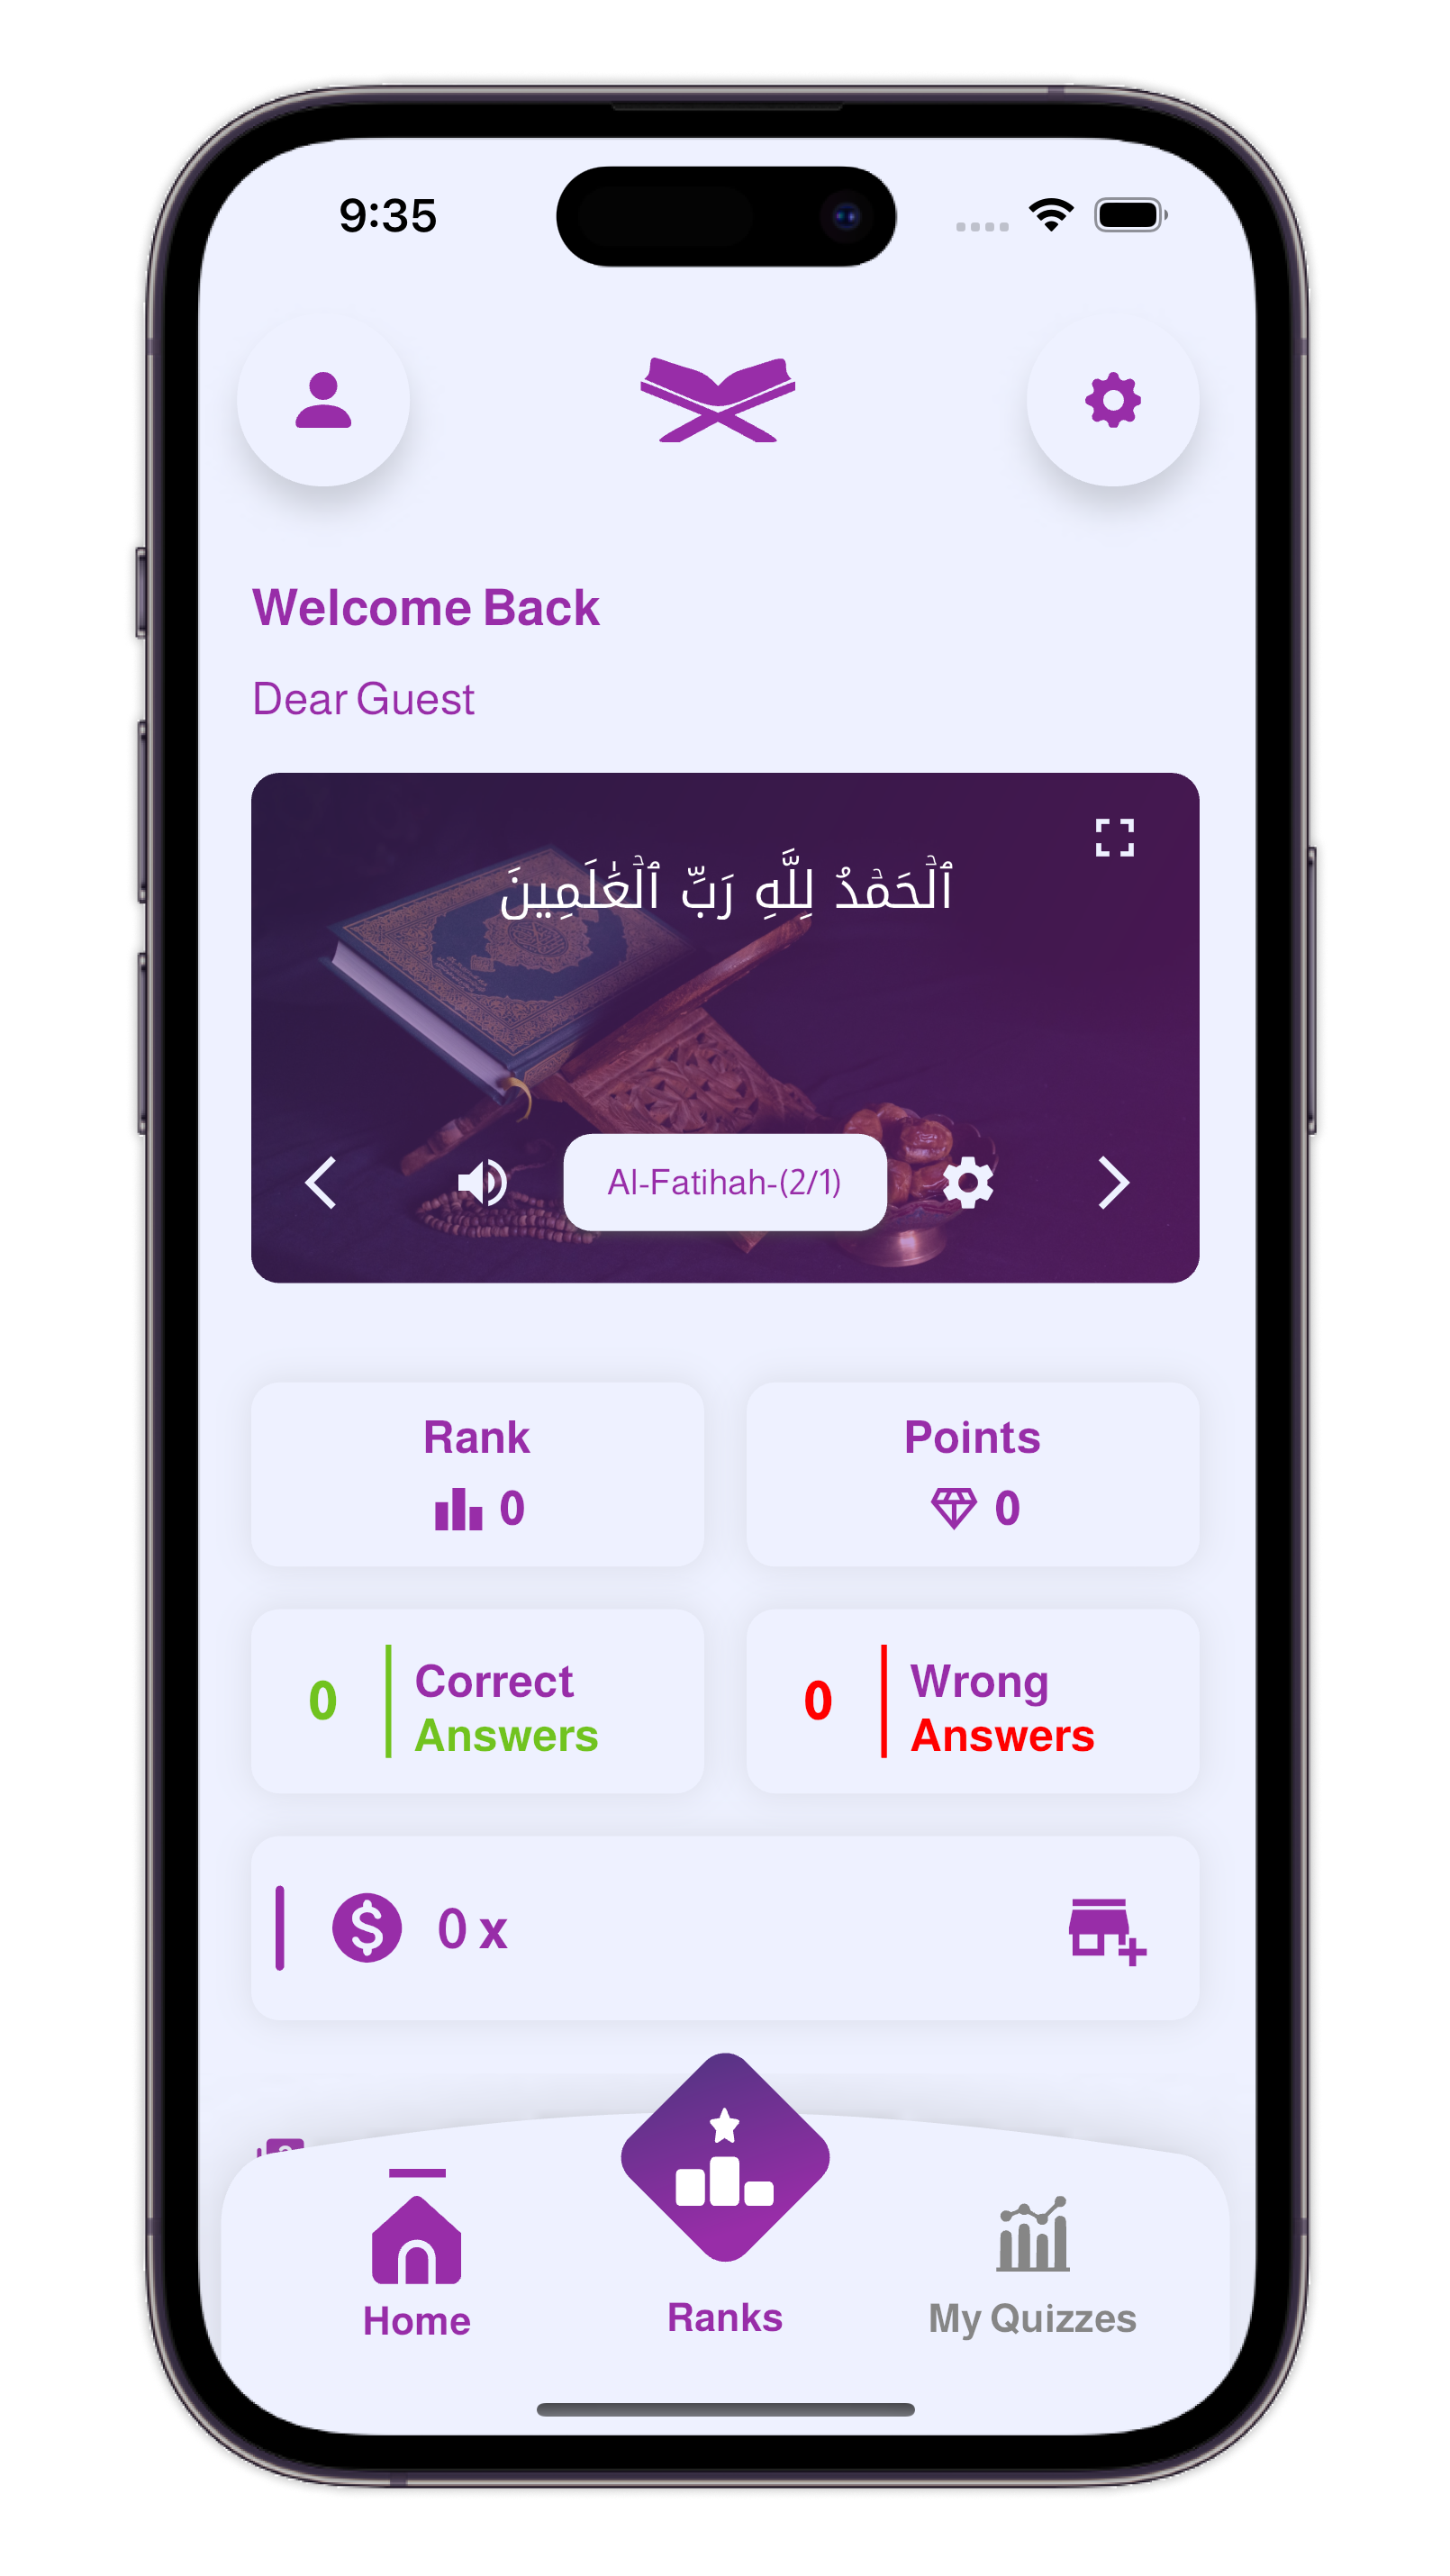 9:35
Welcome Back
Dear Guest
ٱلۡحَمۡدُ لِلَّهِ رَبِّ ٱلۡعَٰلَمِينَ
Al-Fatihah-(2/1)
Rank
0
Points
0
0
Correct
Answers
0
Wrong
Answers
0 x
Home
Ranks
My Quizzes